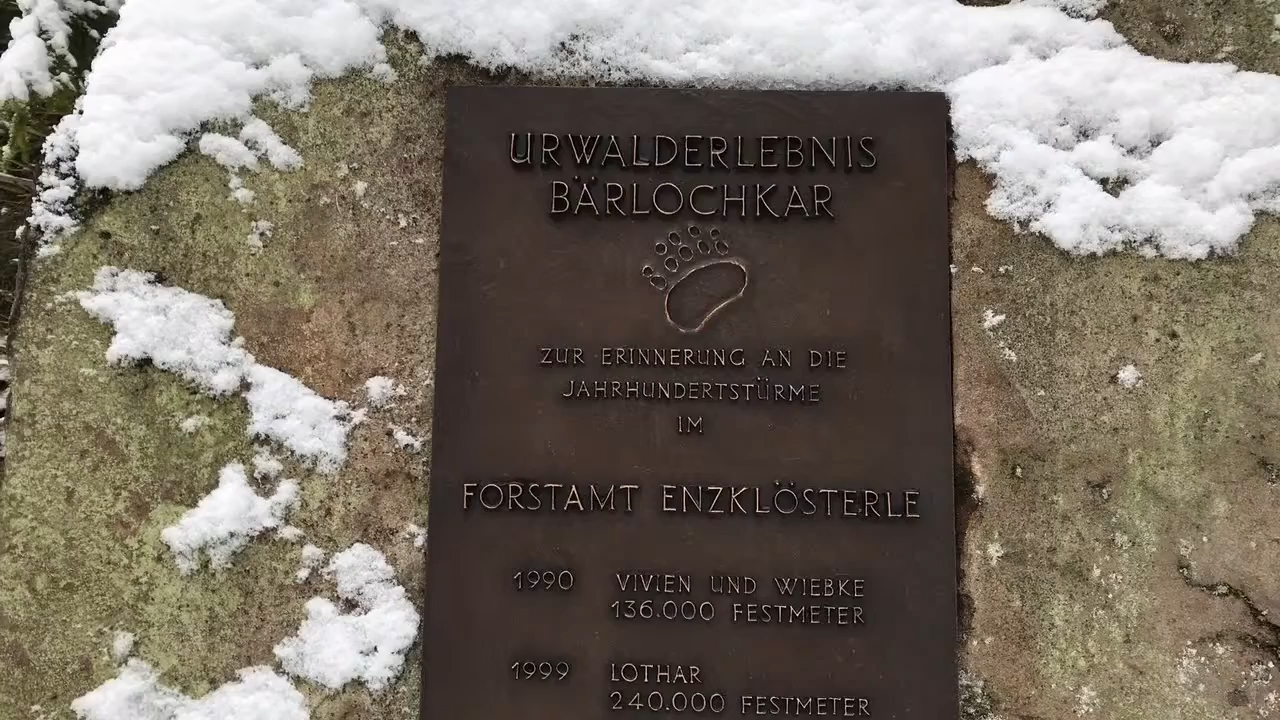 URWALDERLEBNIS
BÄRLOCHKAR
ZUR ERINNERUNG AN DIE
JAHRHUNDERTSTÜRME
IM
FORSTAMT ENZKLÖSTERLE
1990 VIVIEN UND WIEBKE
136.000 FESTMETER
1999 LOTHAR
240.000 FESTMETER